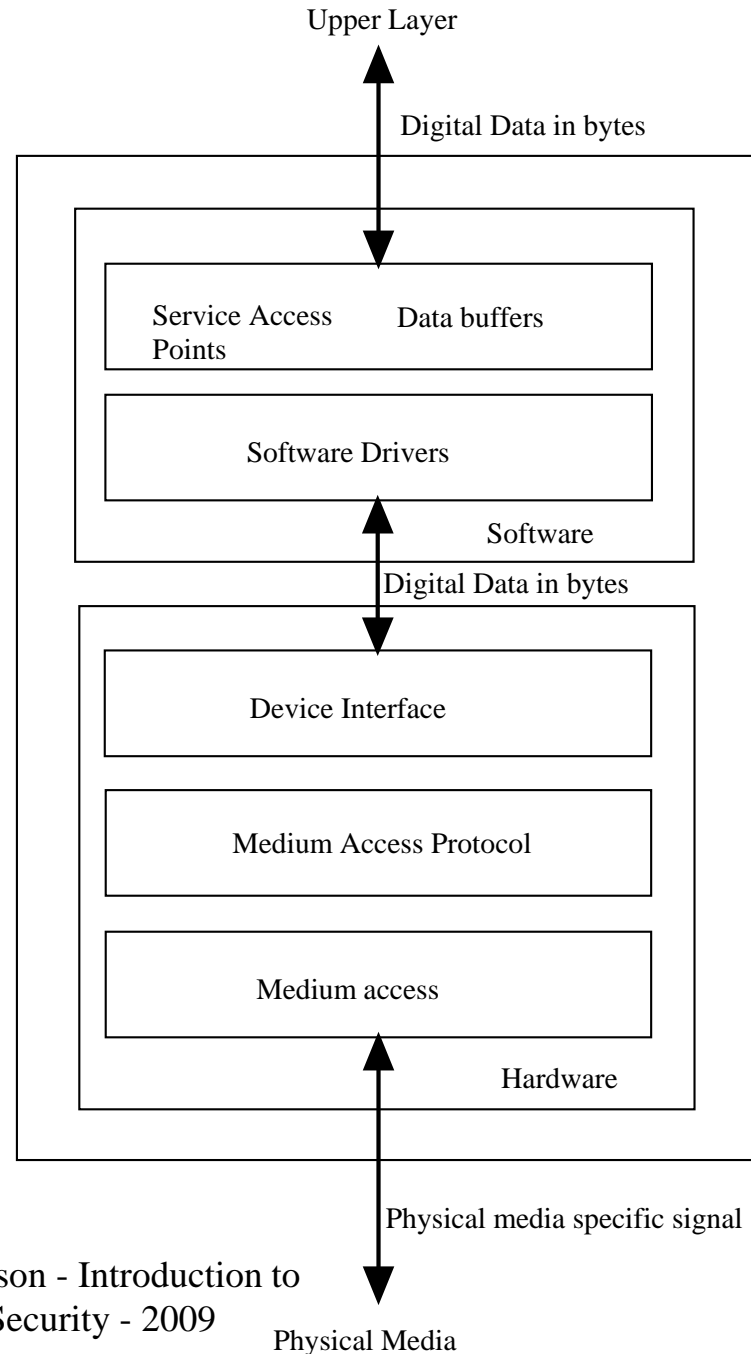 Upper Layer
Digital Data in bytes
Service Access
Points
Data buffers
Software Drivers
Software
Digital Data in bytes
Device Interface
Medium Access Protocol
Medium access
Hardware
Physical media specific signal
son - Introduction to
Security - 2009
Physical Media